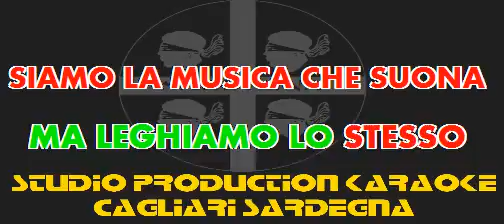 SIAMO LA MUSICA CHE SUONA
MA LEGHIAMO LO STESSO
STUDIO PRODUCTION KARAOKE
CAGLIARI SARDEGNA